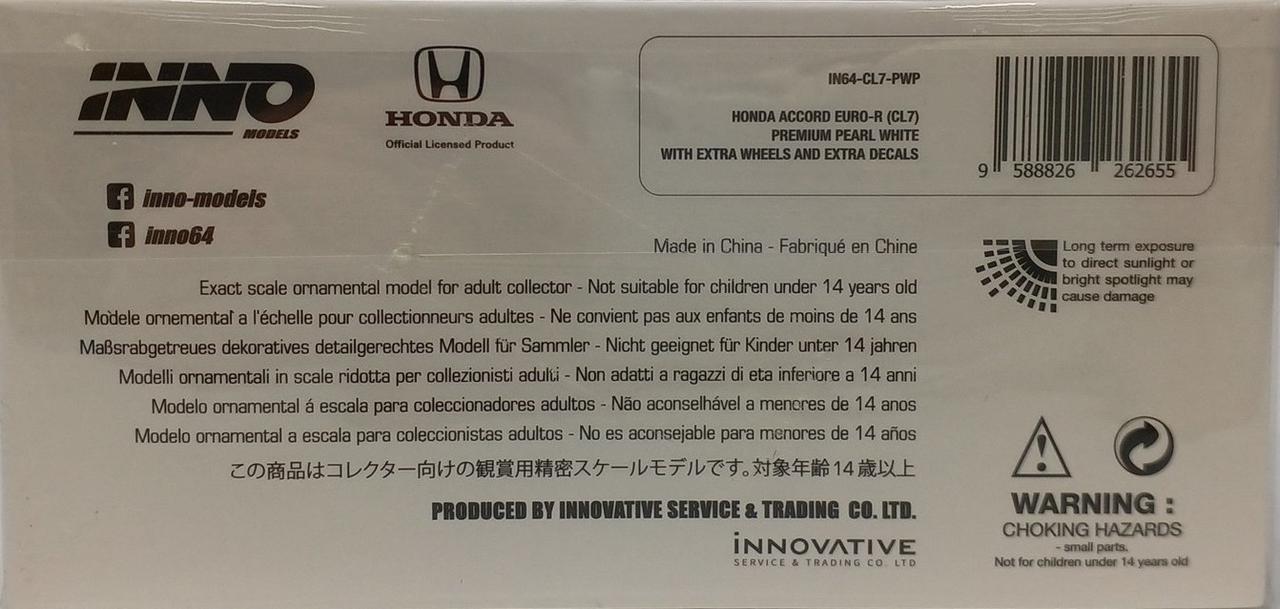 INNO
MODELS
HONDA
Official Licensed Product
inno-models
inno64
IN64-CL7-PWP
HONDA ACCORD EURO-R (CL7)
PREMIUM PEARL WHITE
WITH EXTRA WHEELS AND EXTRA DECALS
9 588826 262655
Made in China - Fabriqué en Chine
Long term exposure
to direct sunlight or
bright spotlight may
cause damage
Exact scale ornamental model for adult collector - Not suitable for children under 14 years old
Modèle ornemental a l'échelle pour collectionneurs adultes - Ne convient pas aux enfants de moins de 14 ans
Maßsrabgetreues dekoratives detailgerechtes Modell für Sammler - Nicht geeignet für Kinder unter 14 jahren
Modelli ornamentali in scale ridotta per collezionisti adulti - Non adatti a ragazzi di eta inferiore a 14 anni
Modelo ornamental á escala para coleccionadores adultos - Não aconselhável a menores de 14 anos
Modelo ornamental a escala para coleccionistas adultos - No es aconsejable para menores de 14 años
この商品はコレクター向けの観賞用精密スケールモデルです。対象年齢14歳以上
PRODUCED BY INNOVATIVE SERVICE & TRADING CO. LTD.
iNNOVATIVE
SERVICE & TRADING CO. LTD
WARNING :
CHOKING HAZARDS
- small parts.
Not for children under 14 years old